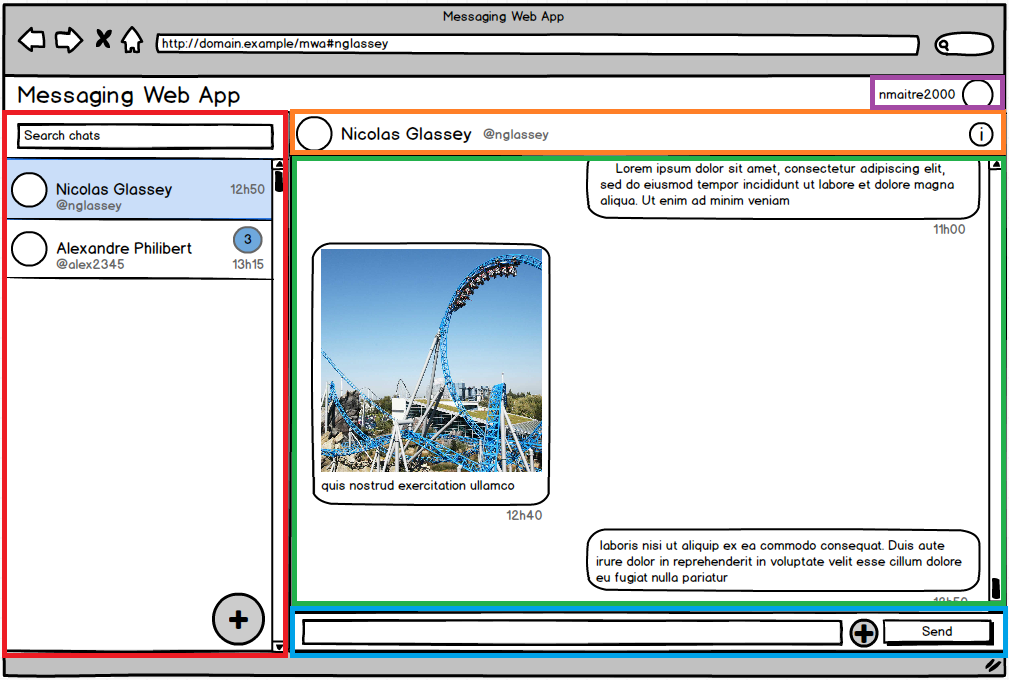 Messaging Web App
http://domain.example/mwa#nglassey
Messaging Web App
nmaitre2000
Search chats
Nicolas Glassey
12h50
@nglassey
Alexandre Philibert
3
@alex2345
13h15
+
Nicolas Glassey @nglassey
i
Lorem ipsum dolor sit amet, consectetur adipiscing elit,
sed do eiusmod tempor incididunt ut labore et dolore magna
aliqua. Ut enim ad minim veniam
11h00
quis nostrud exercitation ullamco
12h40
laboris nisi ut aliquip ex ea commodo consequat. Duis aute
irure dolor in reprehenderit in voluptate velit esse cillum dolore
eu fugiat nulla pariatur
12h50
+
Send